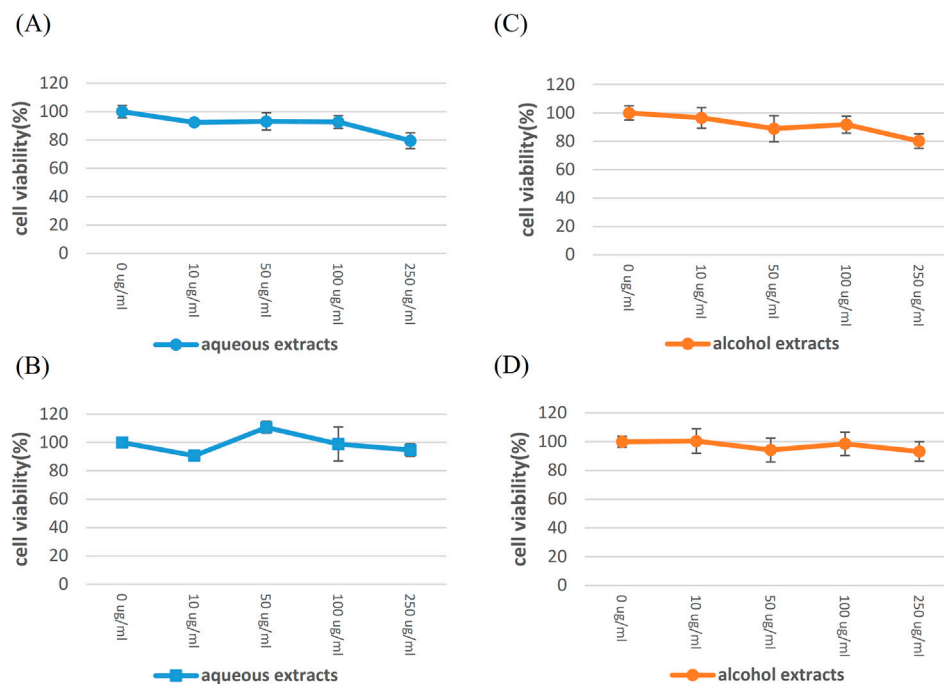 (A)
cell viability(%)
120
100
80
60
40
20
0
0 ug/ml
10 ug/ml
50 ug/ml
100 ug/ml
250 ug/ml
aqueous extracts
(B)
cell viability(%)
120
100
80
60
40
20
0
0 ug/ml
10 ug/ml
50 ug/ml
100 ug/ml
250 ug/ml
aqueous extracts
(C)
cell viability(%)
120
100
80
60
40
20
0
0 ug/ml
10 ug/ml
50 ug/ml
100 ug/ml
250 ug/ml
alcohol extracts
(D)
cell viability(%)
120
100
80
60
40
20
0
0 ug/ml
10 ug/ml
50 ug/ml
100 ug/ml
250 ug/ml
alcohol extracts